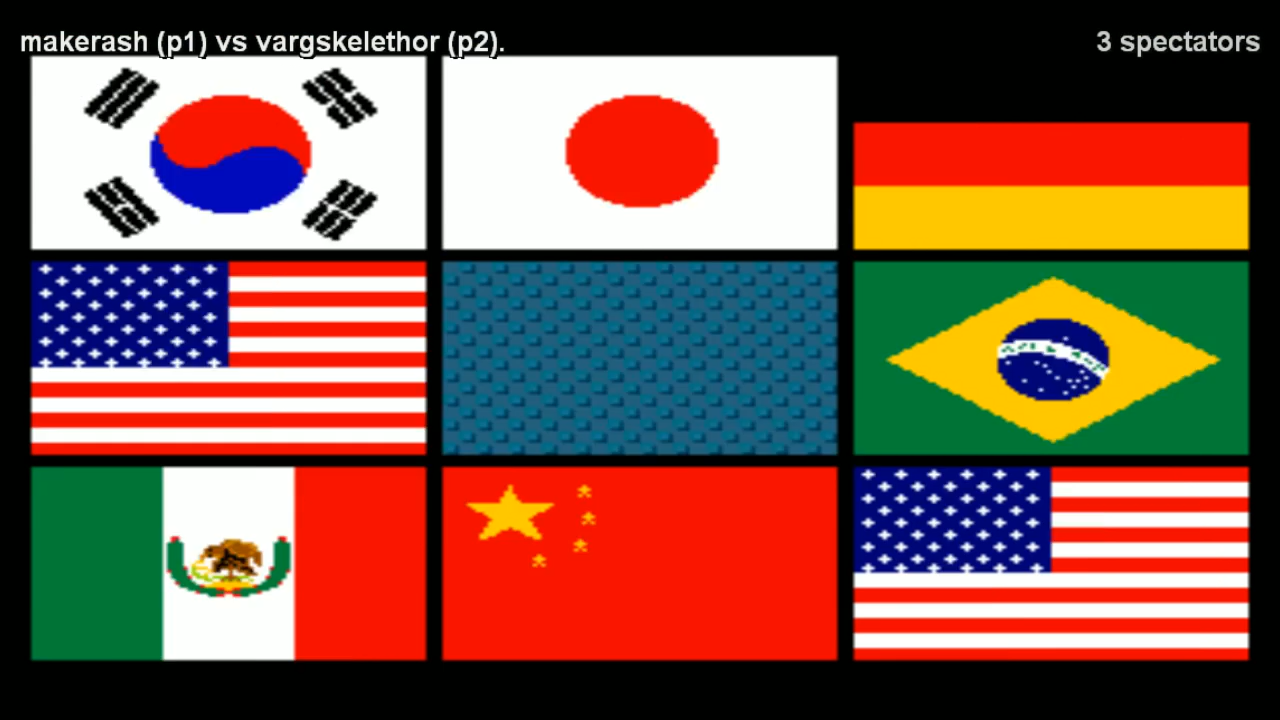 makerash (p1) vs vargskelethor (p2).
3 spectators